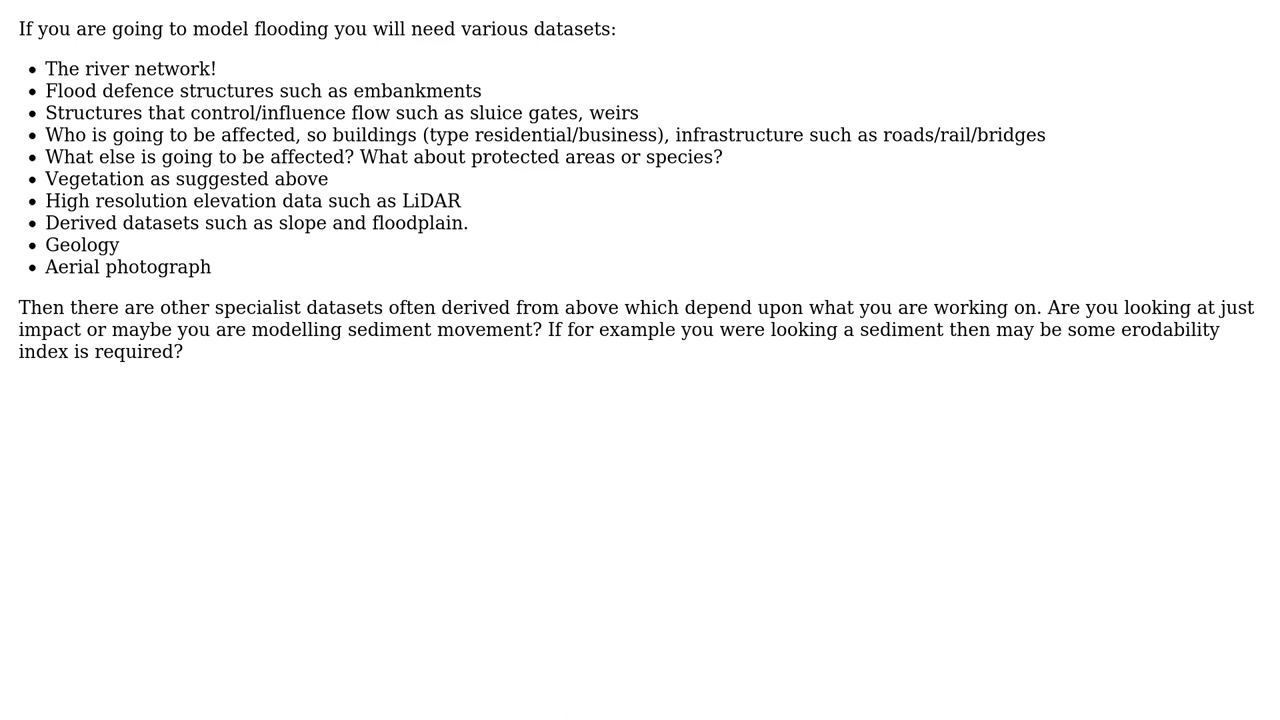 If you are going to model flooding you will need various datasets:
• The river network!
• Flood defence structures such as embankments
• Structures that control/influence flow such as sluice gates, weirs
• Who is going to be affected, so buildings (type residential/business), infrastructure such as roads/rail/bridges
• What else is going to be affected? What about protected areas or species?
• Vegetation as suggested above
• High resolution elevation data such as LiDAR
• Derived datasets such as slope and floodplain.
• Geology
• Aerial photograph
Then there are other specialist datasets often derived from above which depend upon what you are working on. Are you looking at just
impact or maybe you are modelling sediment movement? If for example you were looking a sediment then may be some erodability
index is required?